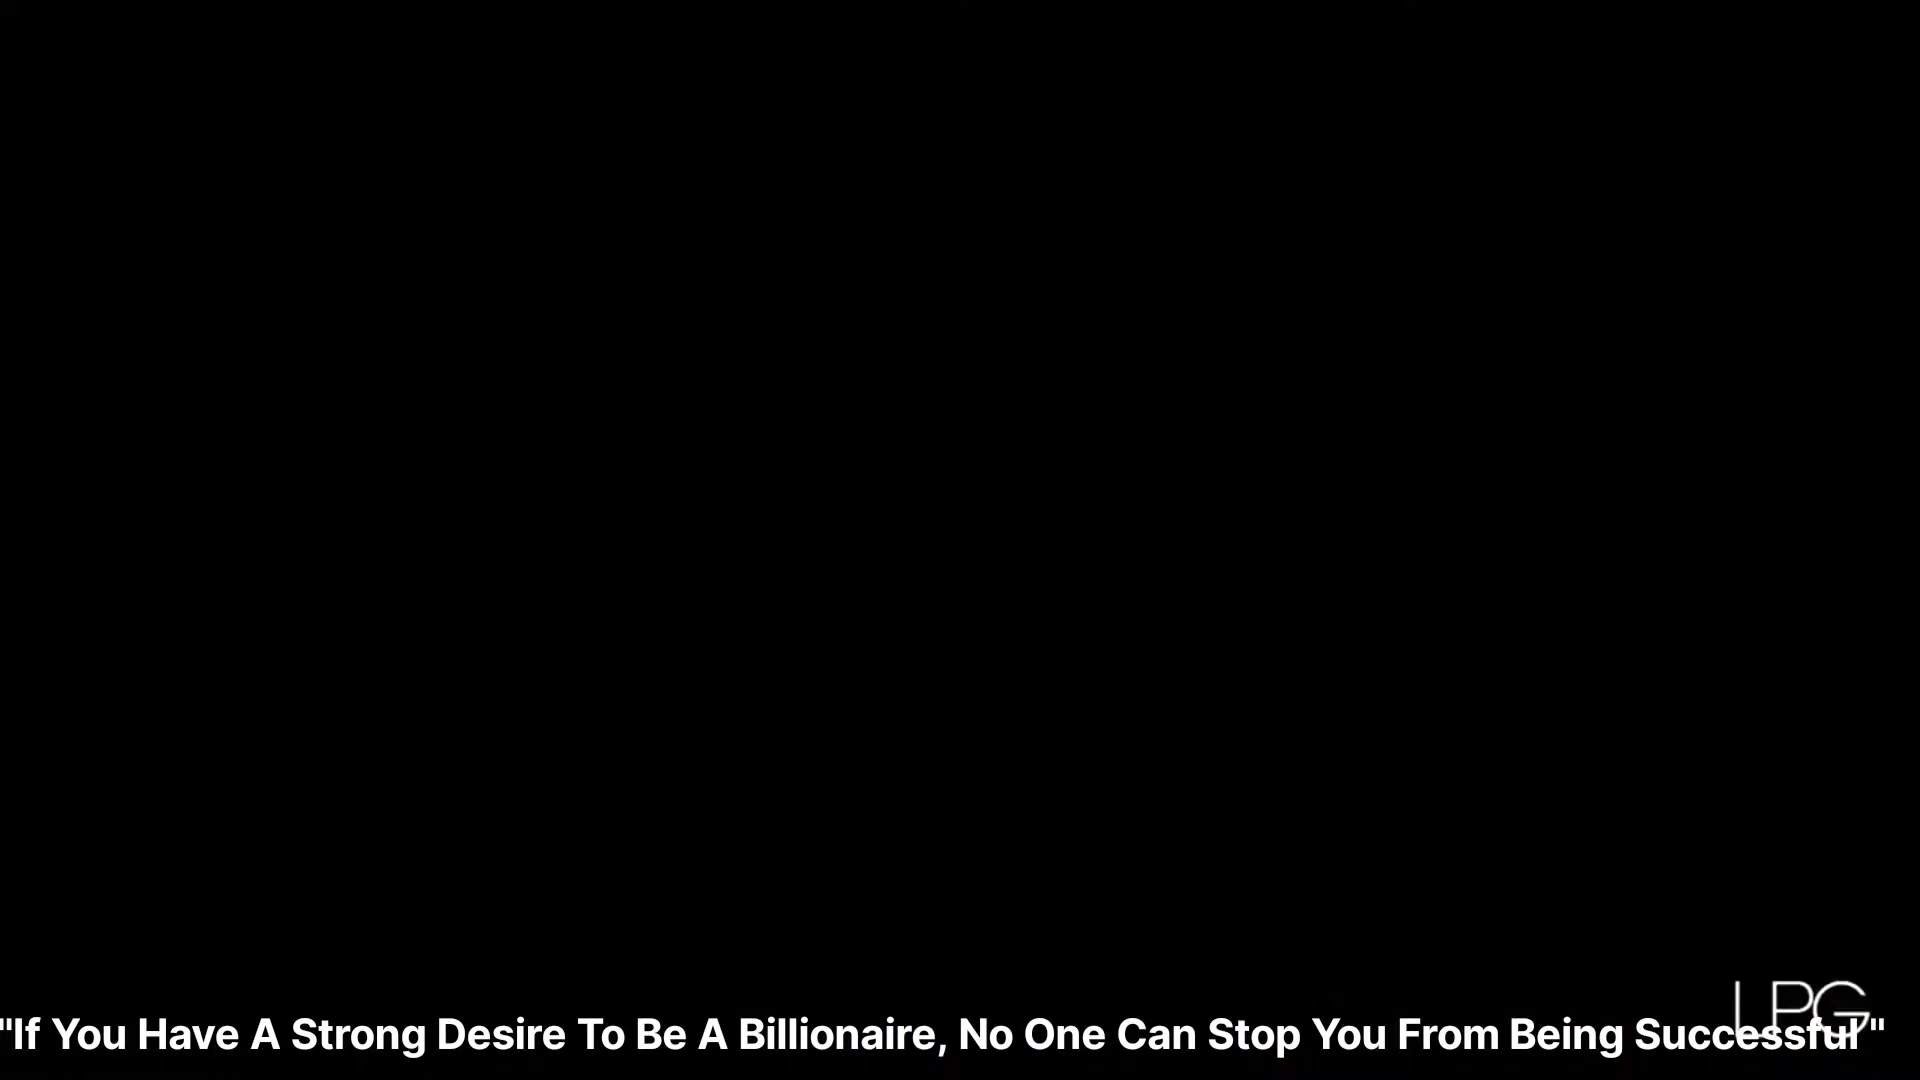 LPG
"If You Have A Strong Desire To Be A Billionaire, No One Can Stop You From Being Successful "